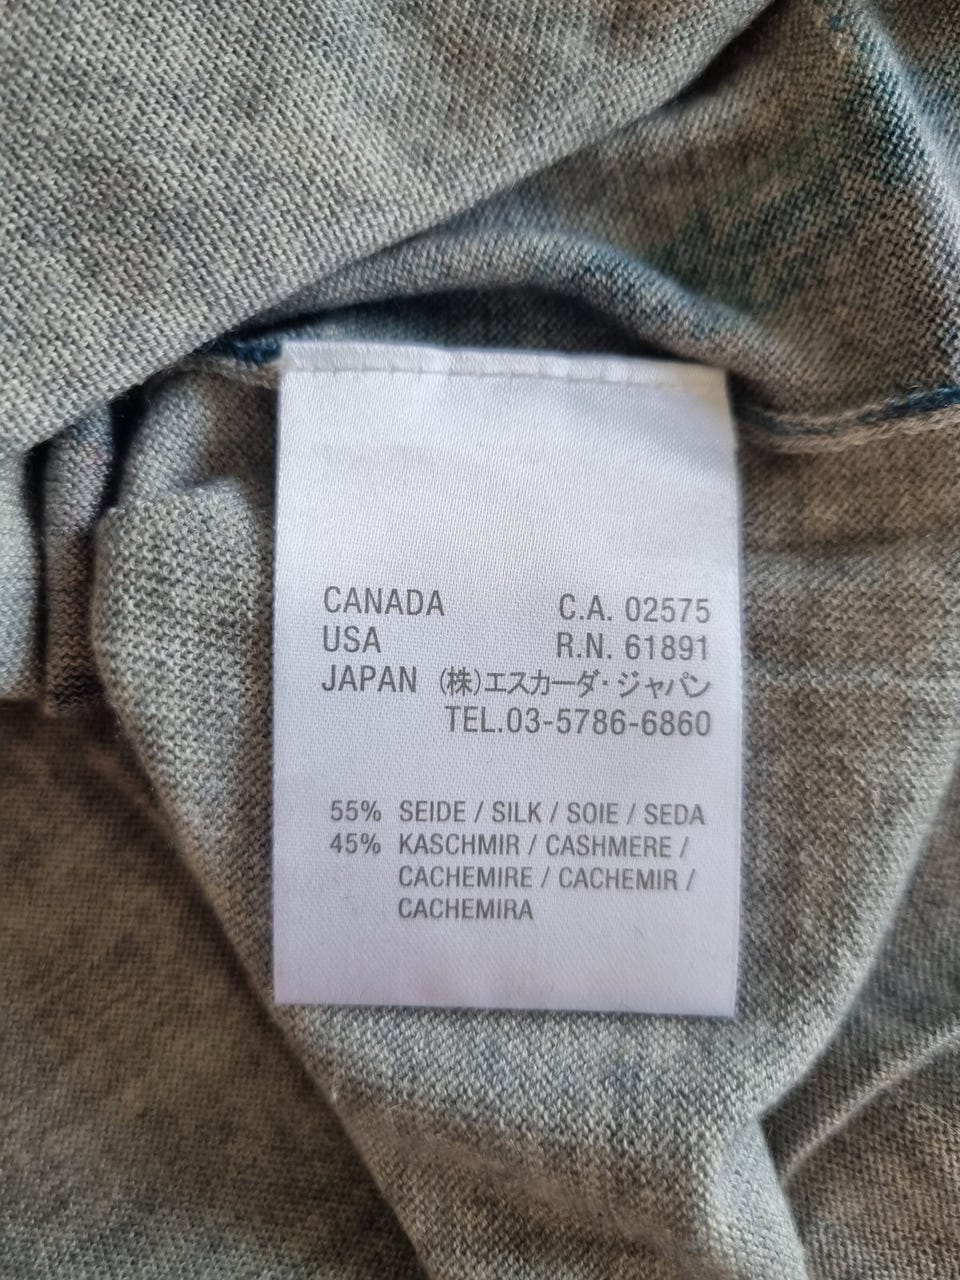 CANADA C.A. 02575
USA R.N. 61891
JAPAN (株)エスカーダ・ジャパン
TEL.03-5786-6860
55% SEIDE / SILK / SOIE / SEDA
45% KASCHMIR / CASHMERE /
CACHEMIRE / CACHEMIR /
CACHEMIRA